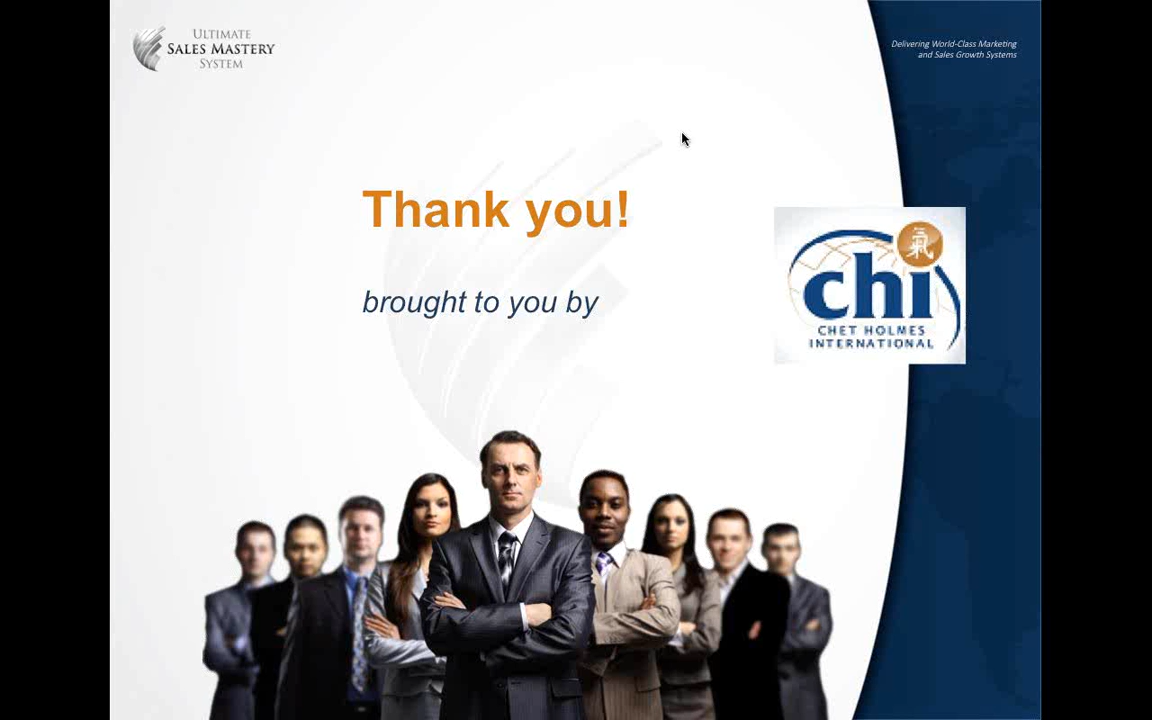 ULTIMATE
SALES MASTERY
SYSTEM
Delivering World-Class Marketing
and Sales Growth Systems
Thank you!
brought to you by
氣
chi
CHET HOLMES
INTERNATIONAL